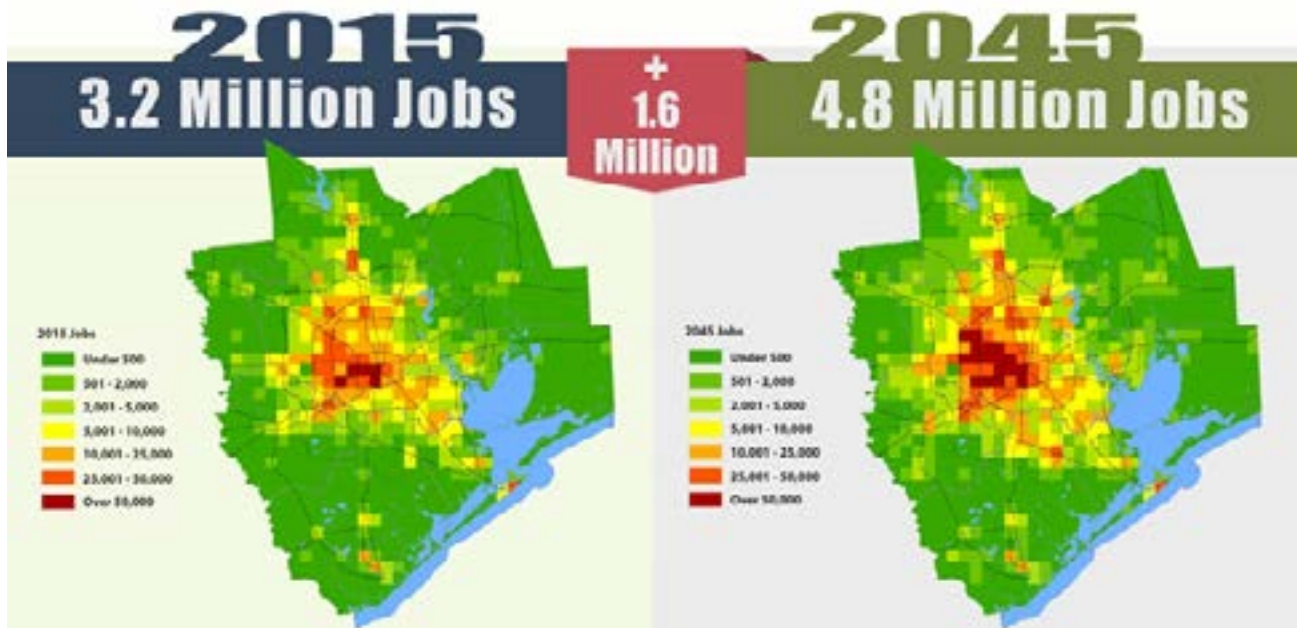 2015
3.2 Million Jobs
+
1.6
Million
2045
4.8 Million Jobs
2015 Jobs
Under 500
501 - 2,000
2,001 - 5,000
5,001 - 10,000
10,001 - 25,000
25,001 - 50,000
Over 50,000
2045 Jobs
Under 500
501 - 2,000
2,001 - 5,000
5,001 - 10,000
10,001 - 25,000
25,001 - 50,000
Over 50,000